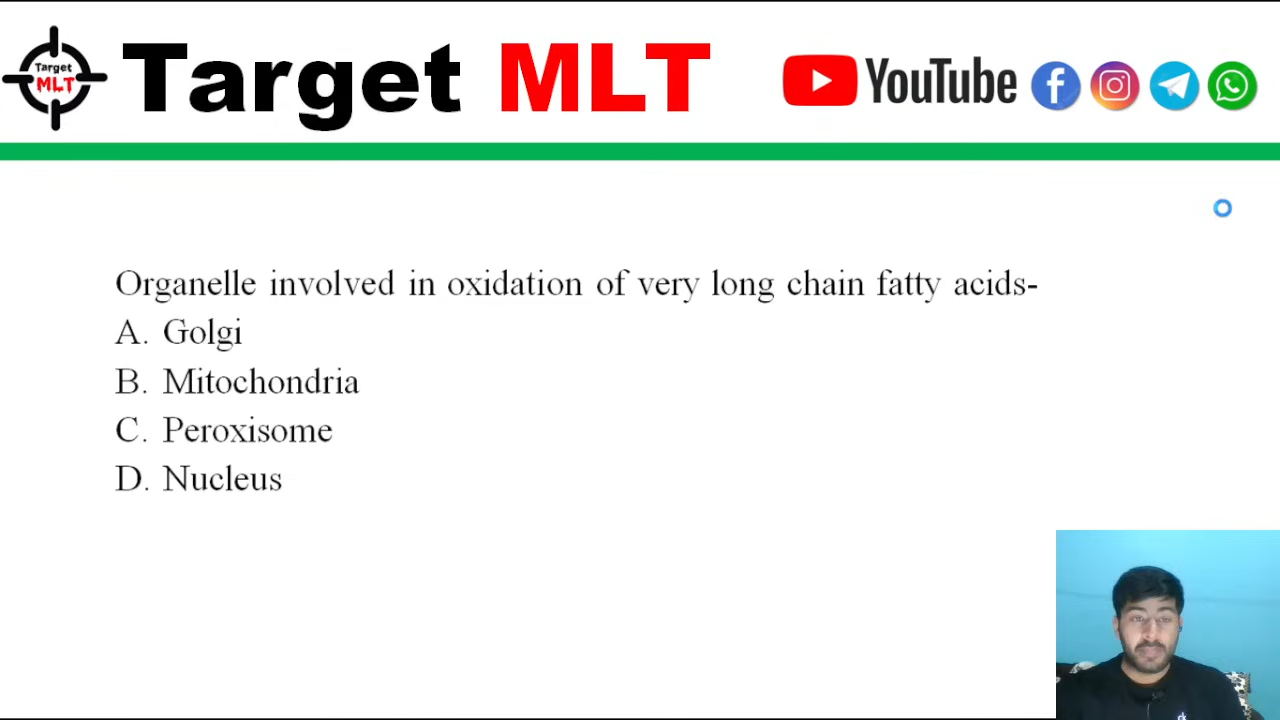 Target
MLT
Target MLT
YouTube
Organelle involved in oxidation of very long chain fatty acids-
A. Golgi
B. Mitochondria
C. Peroxisome
D. Nucleus